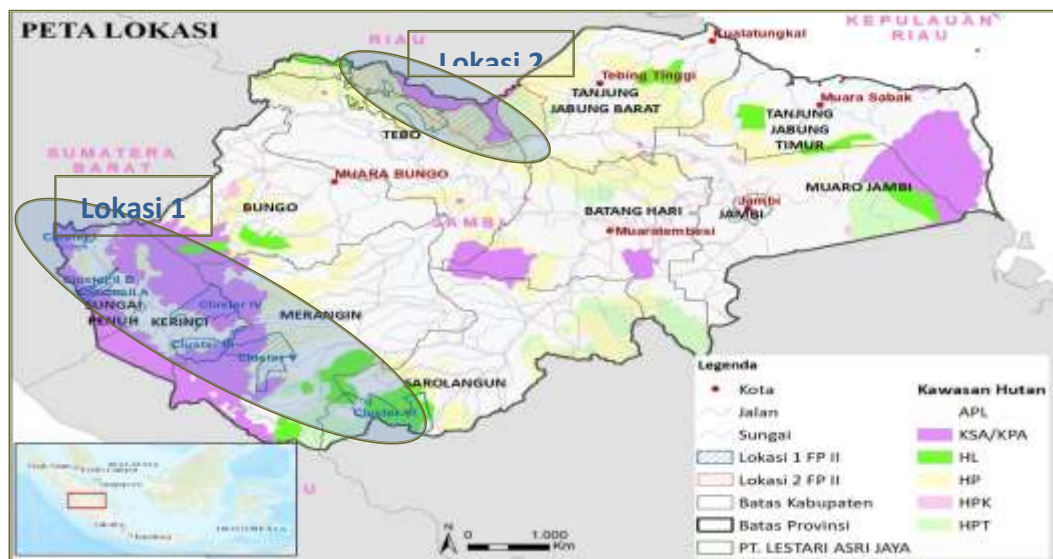 PETA LOKASI
RIAU
Lokasi 2
KEPULAUAN
RIAU
Kualatungkal
Tebing Tinggi
TANJUNG
JABUNG BARAT
Muara Sabak
TANJUNG
JABUNG
TIMUR
TEBO
SUMATERA
BARAT
MUARA BUNGO
MUARO JAMBI
Lokasi 1
BUNGO
BATANG HARI
Jambi
JAMBI
JAMBI
Muaratembesi
Cluster II B
SUNGAI
PENUH
KERINCI
Cluster IV
MERANGIN
Cluster III
Cluster V
SAROLANGUN
Cluster VI
U
Legenda
Kota
Jalan
Sungai
Lokasi 1 FP II
Lokasi 2 FP II
Batas Kabupaten
Batas Provinsi
PT. LESTARI ASRI JAYA
Kawasan Hutan
APL
KSA/KPA
HL
HP
HPK
HPT
N
0
1.000
Km